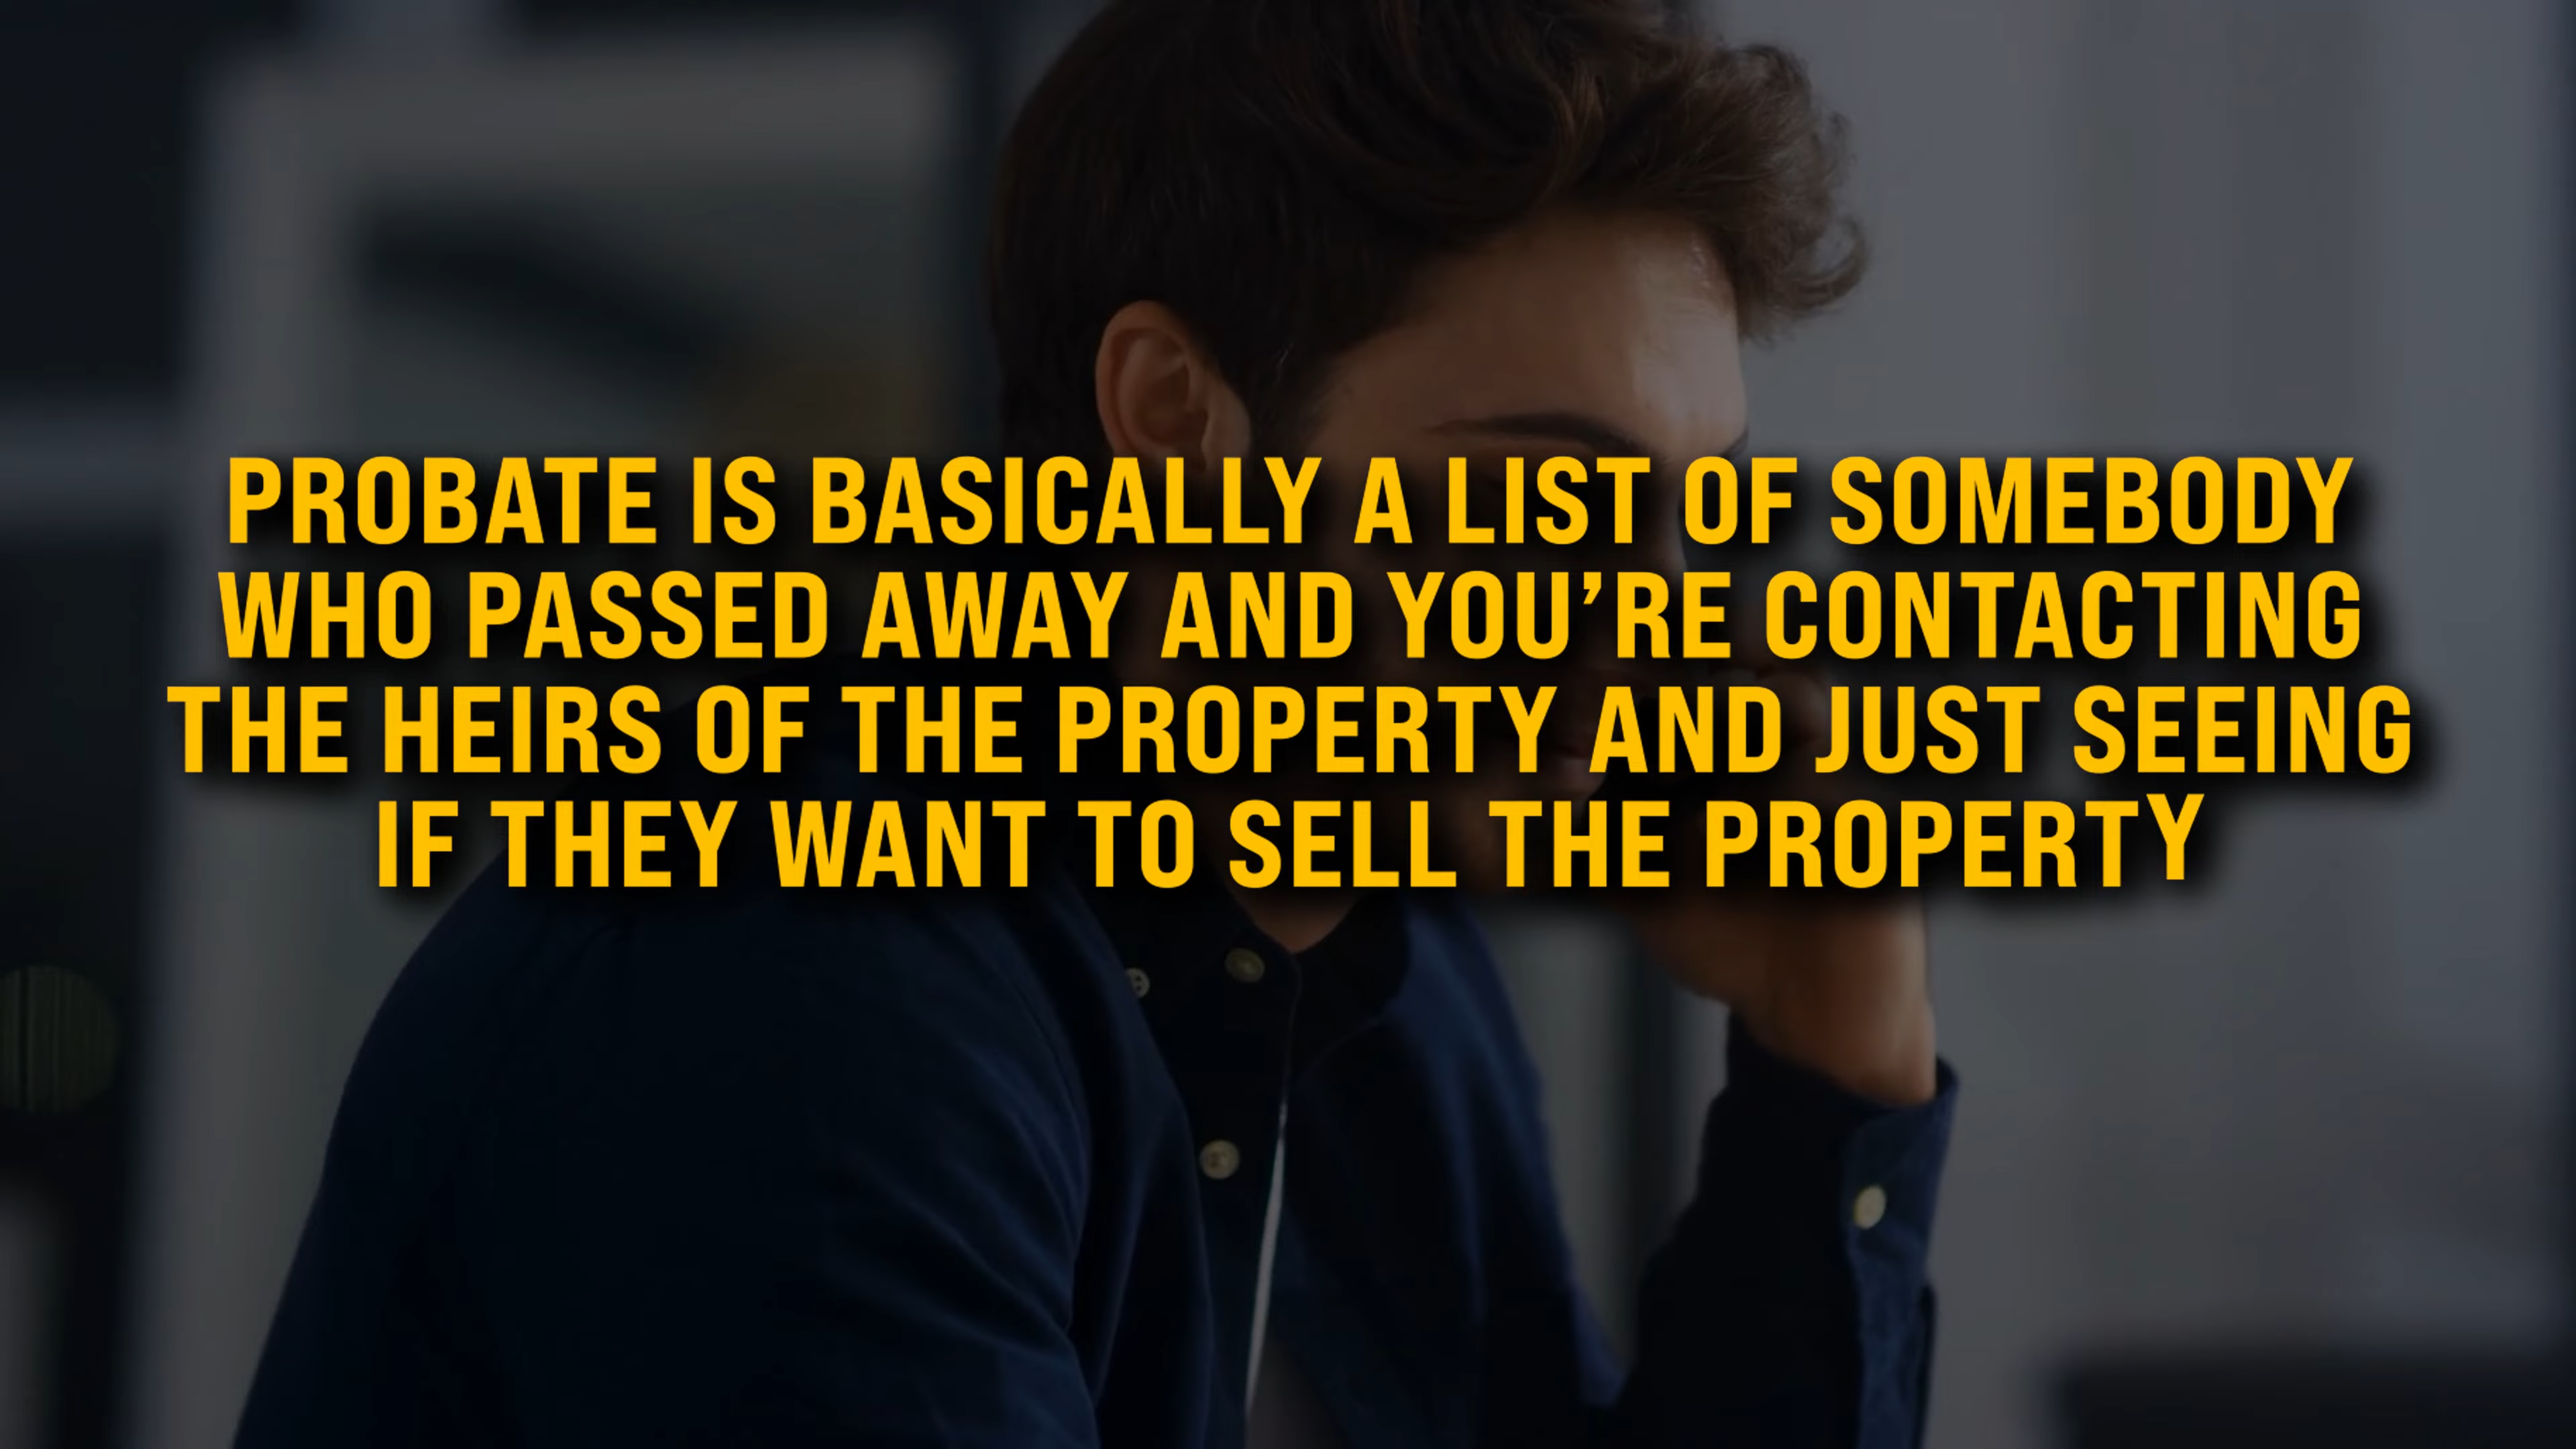 PROBATE IS BASICALLY A LIST OF SOMEBODY
WHO PASSED AWAY AND YOU’RE CONTACTING
THE HEIRS OF THE PROPERTY AND JUST SEEING
IF THEY WANT TO SELL THE PROPERTY